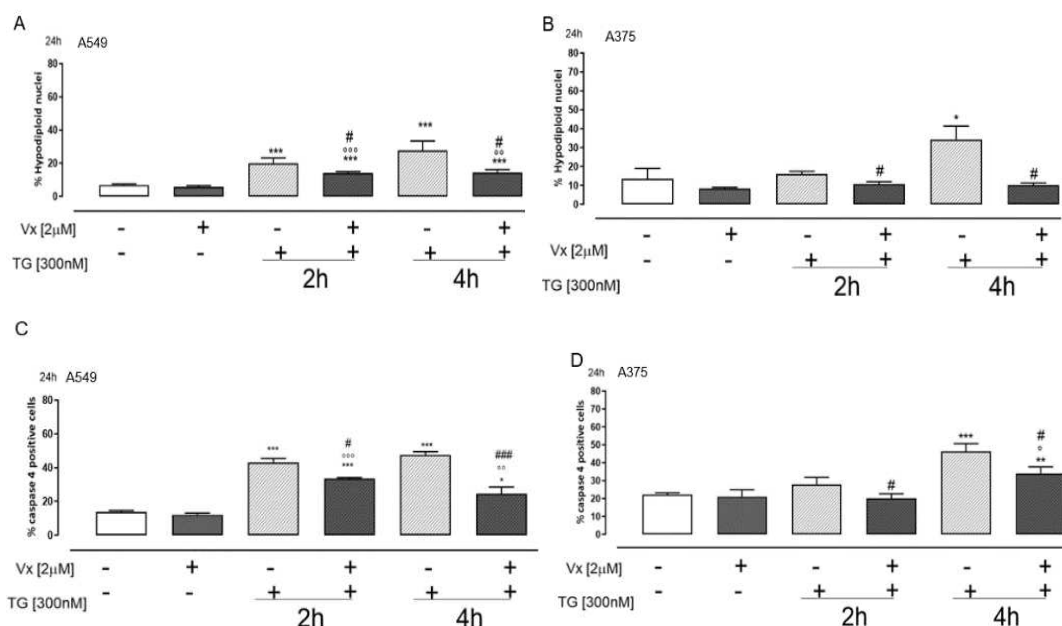 A
24h A549
% Hypodiploid nuclei
80
60
40
20
0
***
#
°°°
***
***
#
°°
***
Vx [2μM] - + - + - +
TG [300nM] - - + + + +
2h 4h
B
24h A375
% Hypodiploid nuclei
80
70
60
50
40
30
20
10
0
#
*
#
Vx [2μM] - + - + - +
TG [300nM] - - + + + +
2h 4h
C
24h A549
% caspase 4 positive cells
100
80
60
40
20
0
***
#
°°°
***
***
###
°°
*
Vx [2μM] - + - + - +
TG [300nM] - - + + + +
2h 4h
D
24h A375
% caspase 4 positive cells
80
70
60
50
40
30
20
10
0
#
***
#
°
**
Vx [2μM] - + - + - +
TG [300nM] - - + + + +
2h 4h